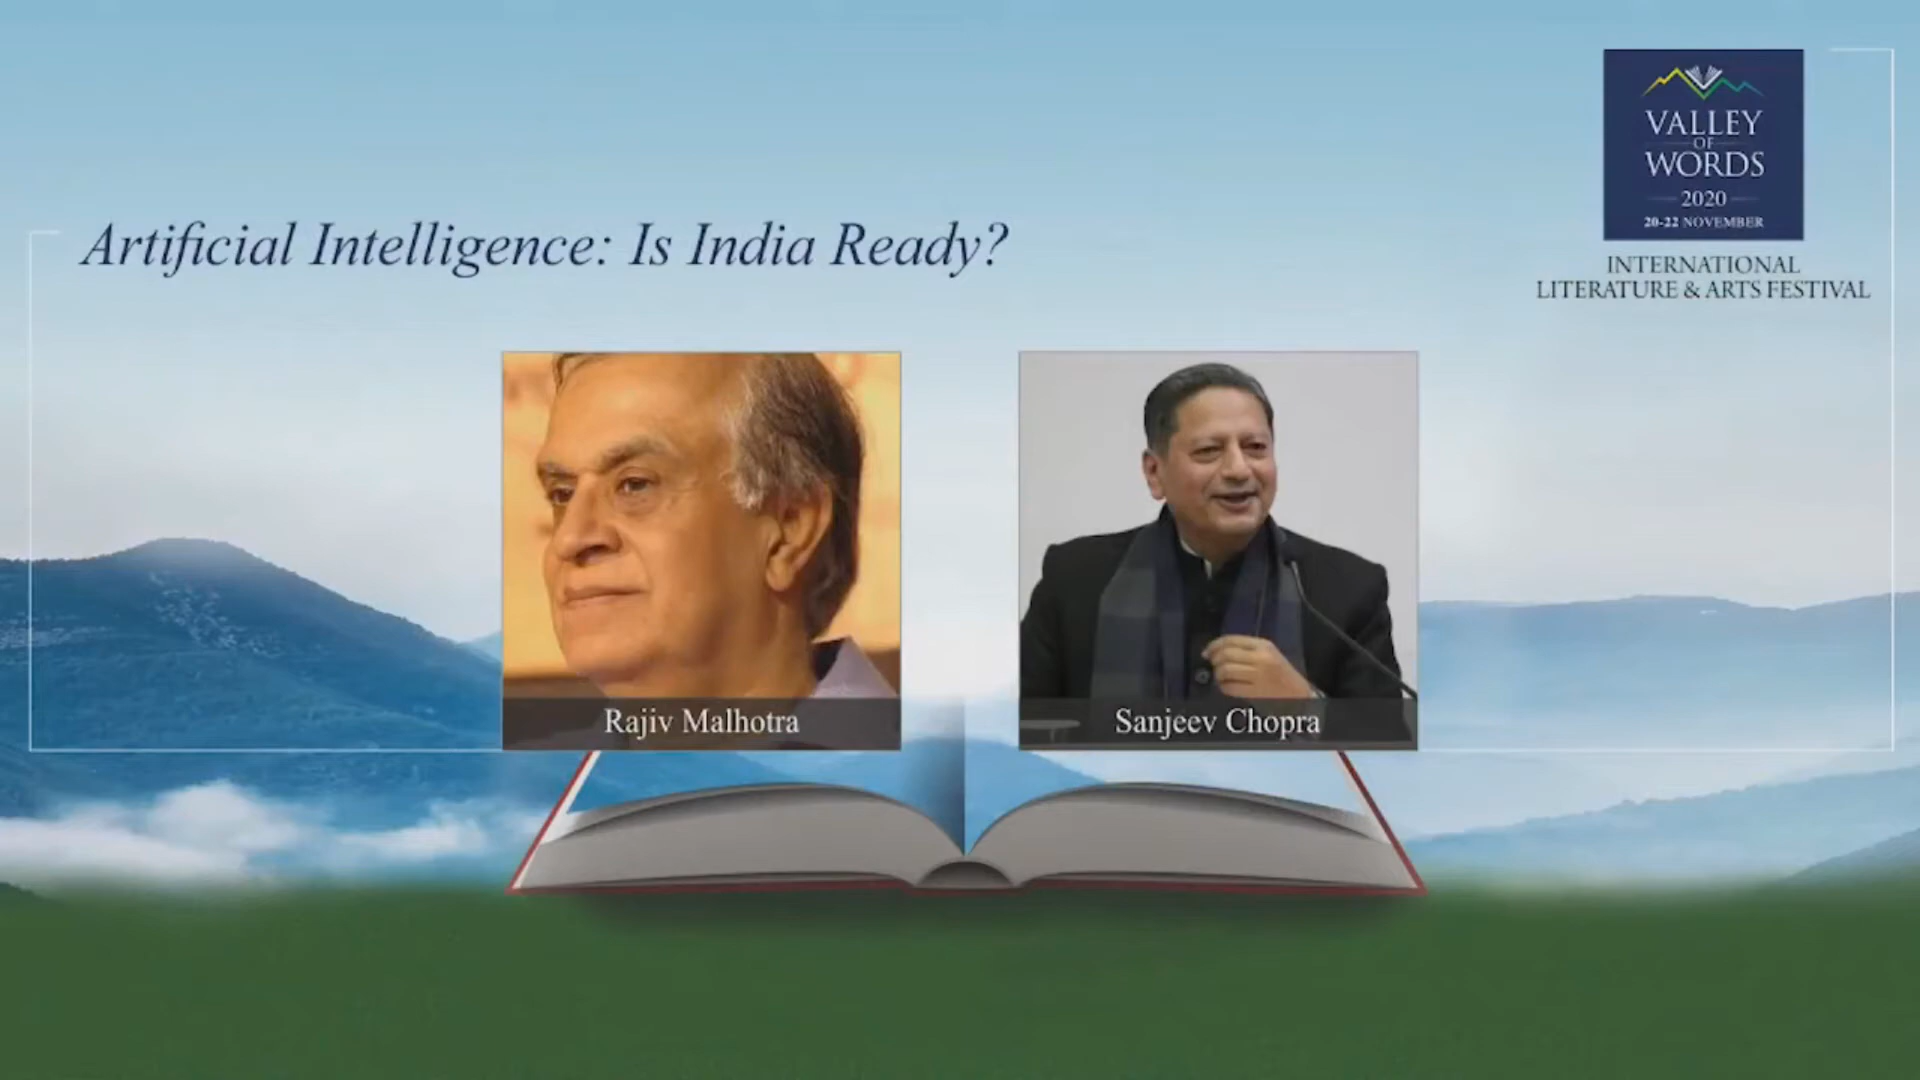 Artificial Intelligence: Is India Ready?
VALLEY
OF
WORDS
2020
20-22 NOVEMBER
INTERNATIONAL
LITERATURE & ARTS FESTIVAL
Rajiv Malhotra
Sanjeev Chopra